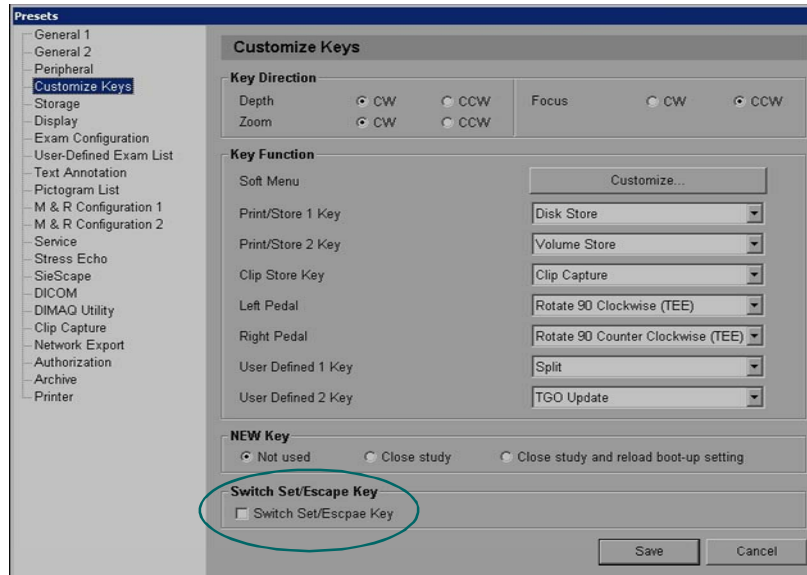 Presets
General 1
General 2
Peripheral
Customize Keys
Storage
Display
Exam Configuration
User-Defined Exam List
Text Annotation
Pictogram List
M & R Configuration 1
M & R Configuration 2
Service
Stress Echo
SieScape
DICOM
DIMAQ Utility
Clip Capture
Network Export
Authorization
Archive
Printer
Customize Keys
Key Direction
Depth CW CCW Focus CW CCW
Zoom CW CCW
Key Function
Soft Menu Customize...
Print/Store 1 Key Disk Store
Print/Store 2 Key Volume Store
Clip Store Key Clip Capture
Left Pedal Rotate 90 Clockwise (TEE)
Right Pedal Rotate 90 Counter Clockwise (TEE)
User Defined 1 Key Split
User Defined 2 Key TGO Update
NEW Key
Not used Close study Close study and reload boot-up setting
Switch Set/Escape Key
Switch Set/Escpae Key
Save Cancel